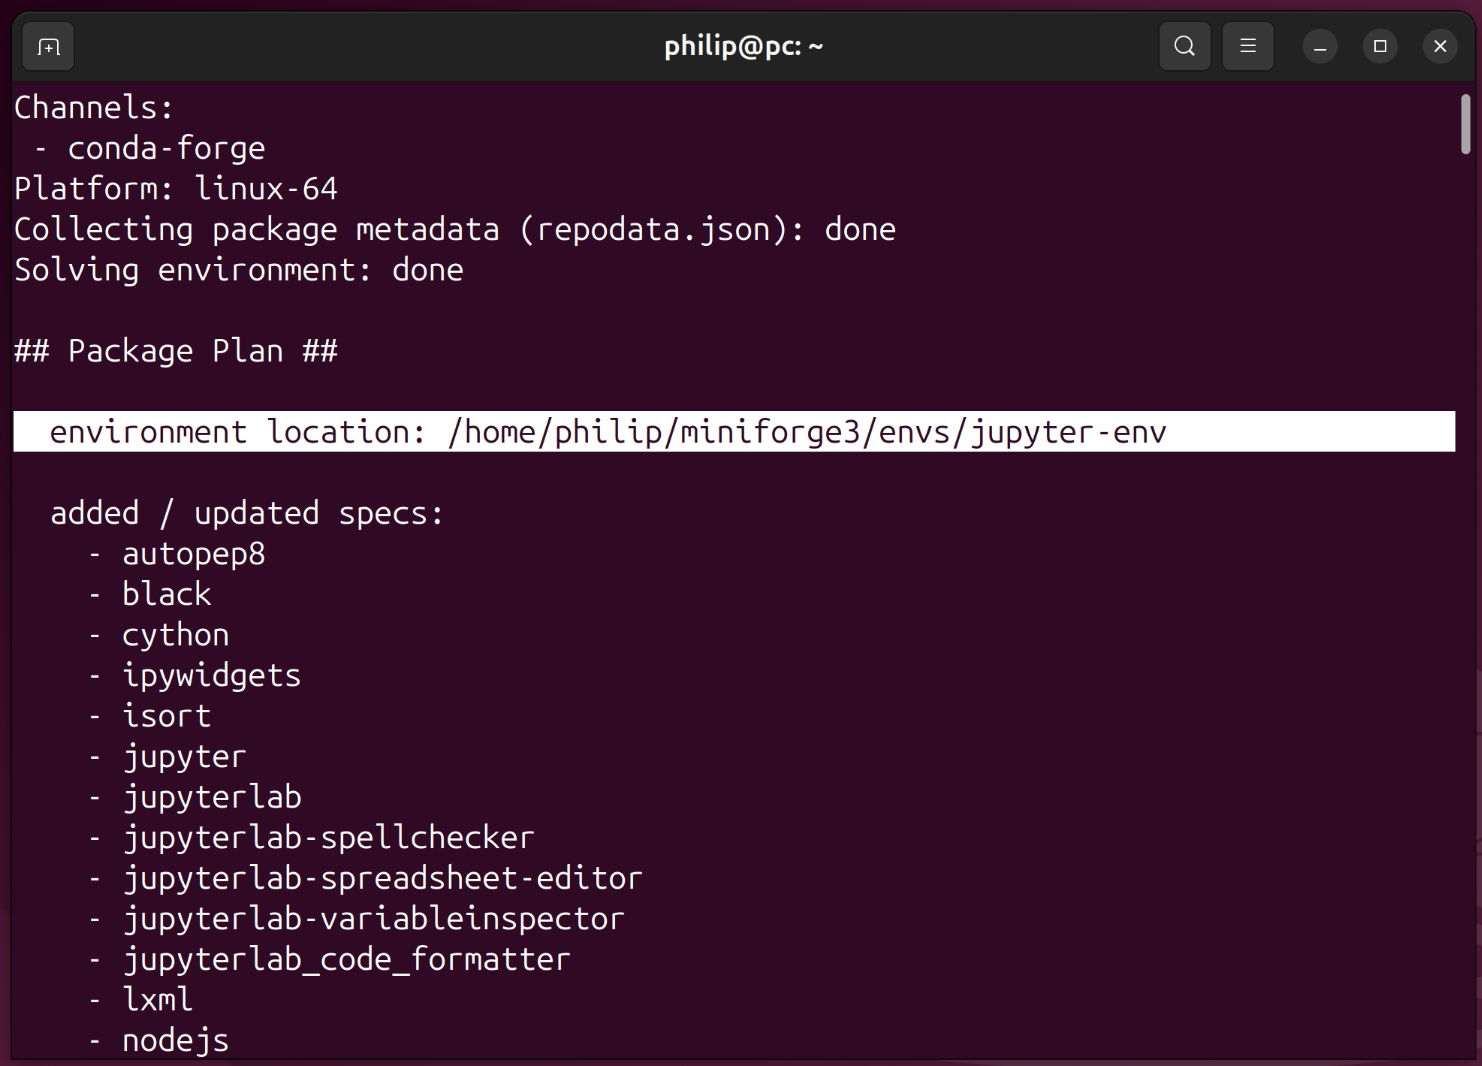 philip@pc: ~
Channels:
 - conda-forge
Platform: linux-64
Collecting package metadata (repodata.json): done
Solving environment: done
## Package Plan ##
  environment location: /home/philip/miniforge3/envs/jupyter-env
  added / updated specs:
    - autopep8
    - black
    - cython
    - ipywidgets
    - isort
    - jupyter
    - jupyterlab
    - jupyterlab-spellchecker
    - jupyterlab-spreadsheet-editor
    - jupyterlab-variableinspector
    - jupyterlab_code_formatter
    - lxml
    - nodejs